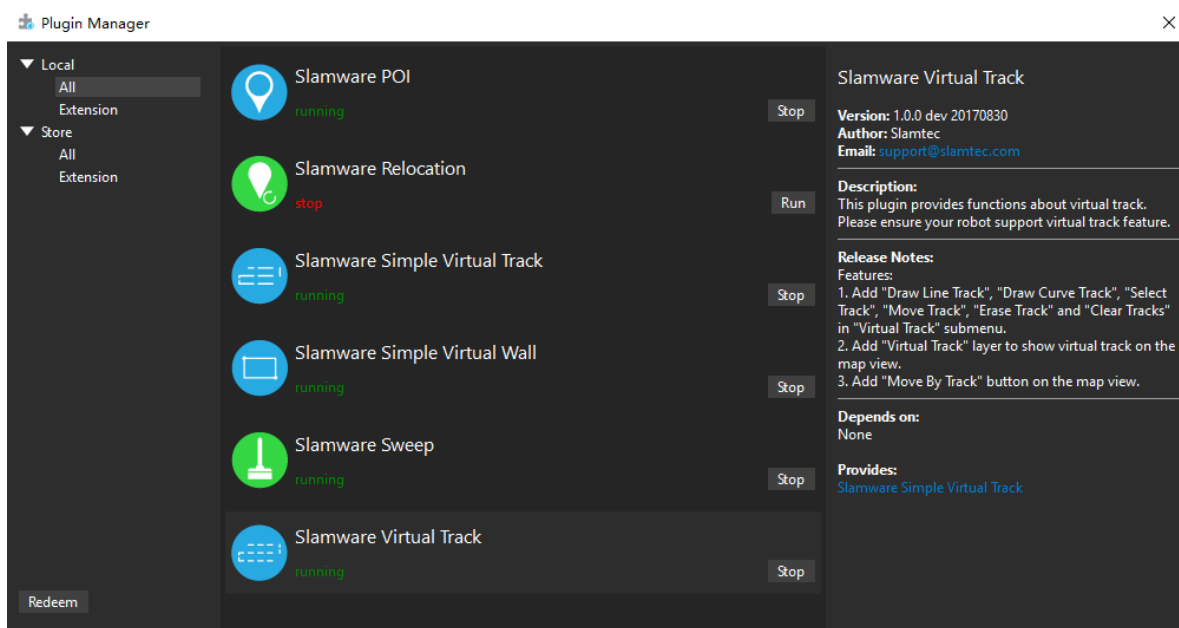 Plugin Manager
Local
All
Extension
Store
All
Extension
Redeem
Slamware POI
running
Stop
Slamware Relocation
stop
Run
Slamware Simple Virtual Track
running
Stop
Slamware Simple Virtual Wall
running
Stop
Slamware Sweep
running
Stop
Slamware Virtual Track
running
Stop
Slamware Virtual Track
Version: 1.0.0 dev 20170830
Author: Slamtec
Email: support@slamtec.com
Description:
This plugin provides functions about virtual track.
Please ensure your robot support virtual track feature.
Release Notes:
Features:
1. Add "Draw Line Track", "Draw Curve Track", "Select
Track", "Move Track", "Erase Track" and "Clear Tracks"
in "Virtual Track" submenu.
2. Add "Virtual Track" layer to show virtual track on the
map view.
3. Add "Move By Track" button on the map view.
Depends on:
None
Provides:
Slamware Simple Virtual Track